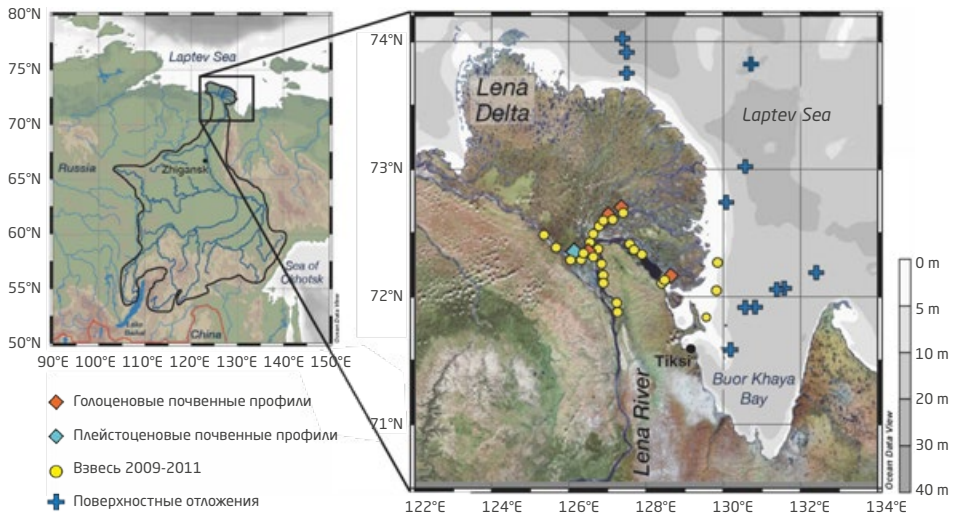 80°N
75°N
70°N
65°N
60°N
55°N
50°N
90°E 100°E 110°E 120°E 130°E 140°E 150°E
Laptev Sea
Russia
Zhigansk
Sea of
Okhotsk
Lake
Baikal
China
Ocean Data View
Голоценовые почвенные профили
Плейстоценовые почвенные профили
Взвесь 2009-2011
Поверхностные отложения
74°N
73°N
72°N
71°N
122°E 124°E 126°E 128°E 130°E 132°E 134°E
Lena
Delta
Laptev Sea
Tiksi
Buor Khaya
Bay
Lena River
Ocean Data View
0 m
5 m
10 m
20 m
30 m
40 m